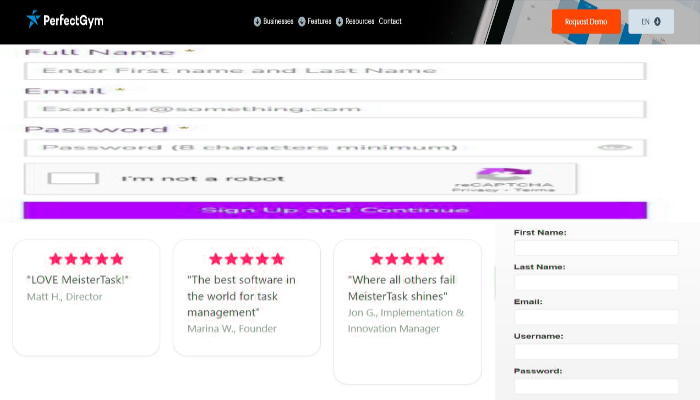 PerfectGym
Businesses Features Resources Contact
Request Demo
EN
Full Name *
Enter First name and Last Name
Email *
Example@something.com
Password *
Password (8 characters minimum)
I'm not a robot
reCAPTCHA
Privacy - Terms
Sign Up and Continue
"LOVE MeisterTask!"
Matt H., Director
"The best software in
the world for task
management"
Marina W., Founder
"Where all others fail
MeisterTask shines"
Jon G., Implementation &
Innovation Manager
First Name:
Last Name:
Email:
Username:
Password: